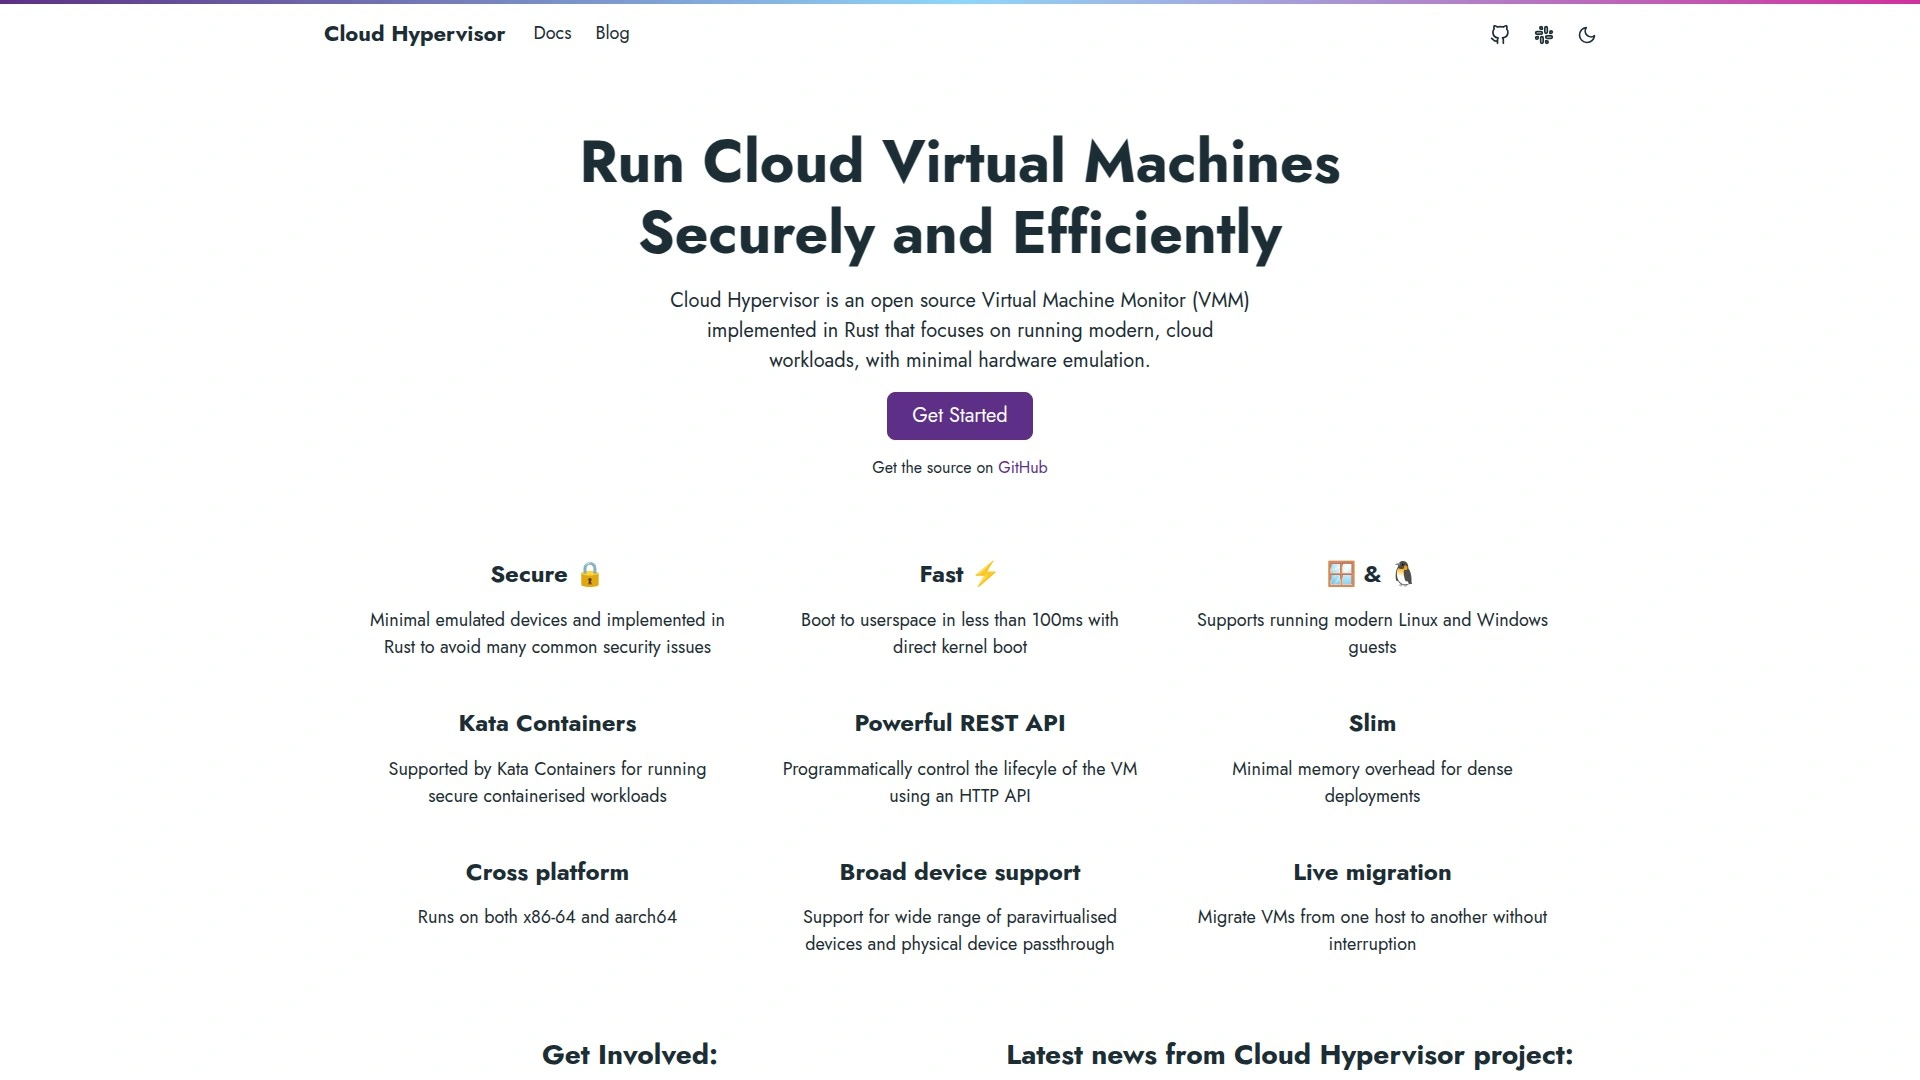 Cloud Hypervisor Docs Blog
Run Cloud Virtual Machines
Securely and Efficiently
Cloud Hypervisor is an open source Virtual Machine Monitor (VMM)
implemented in Rust that focuses on running modern, cloud
workloads, with minimal hardware emulation.
Get Started
Get the source on GitHub
Secure 🔒
Minimal emulated devices and implemented in
Rust to avoid many common security issues
Fast ⚡
Boot to userspace in less than 100ms with
direct kernel boot
🪟 & 🐧
Supports running modern Linux and Windows
guests
Kata Containers
Supported by Kata Containers for running
secure containerised workloads
Powerful REST API
Programmatically control the lifecyle of the VM
using an HTTP API
Slim
Minimal memory overhead for dense
deployments
Cross platform
Runs on both x86-64 and aarch64
Broad device support
Support for wide range of paravirtualised
devices and physical device passthrough
Live migration
Migrate VMs from one host to another without
interruption
Get Involved:
Latest news from Cloud Hypervisor project: